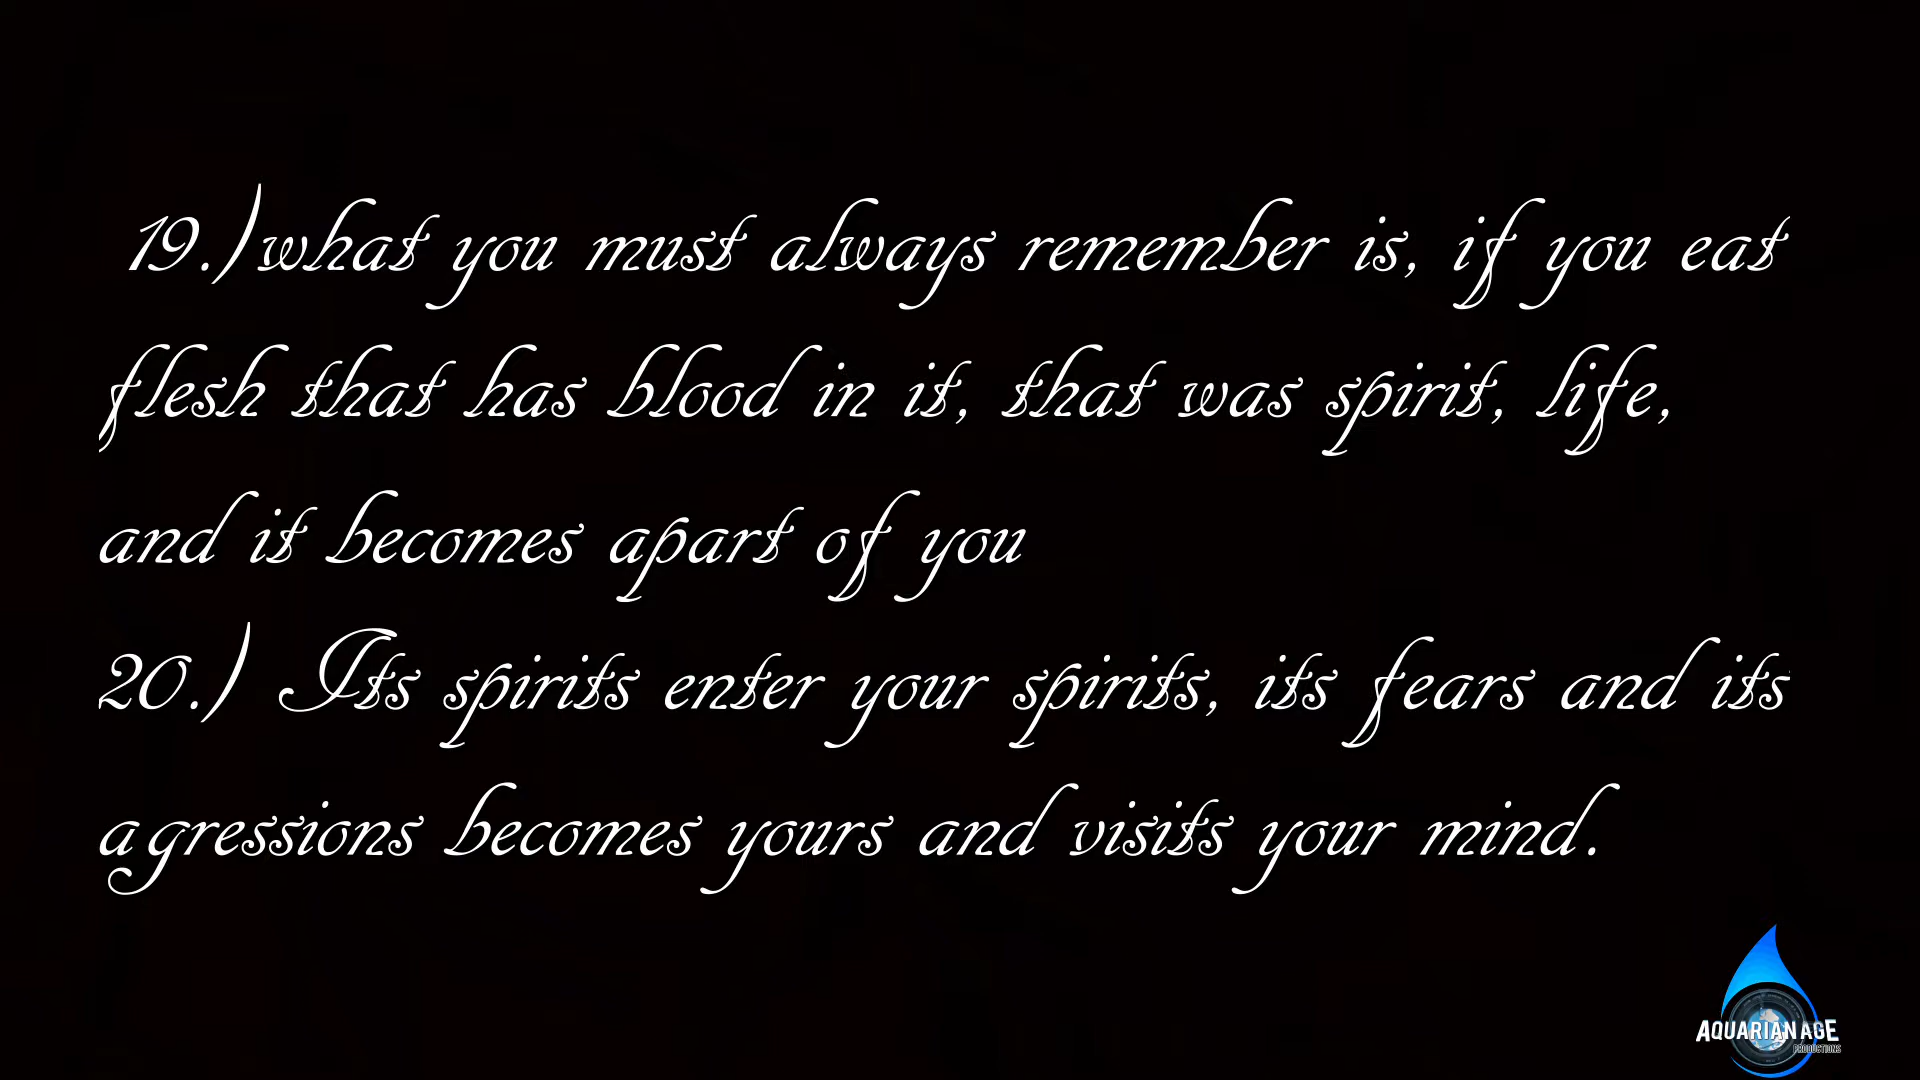 19.)what you must always remember is, if you eat
flesh that has blood in it, that was spirit, life,
and it becomes apart of you
20.) Its spirits enter your spirits, its fears and its
agressions becomes yours and visits your mind.
AQUARIAN AGE
PRODUCTIONS